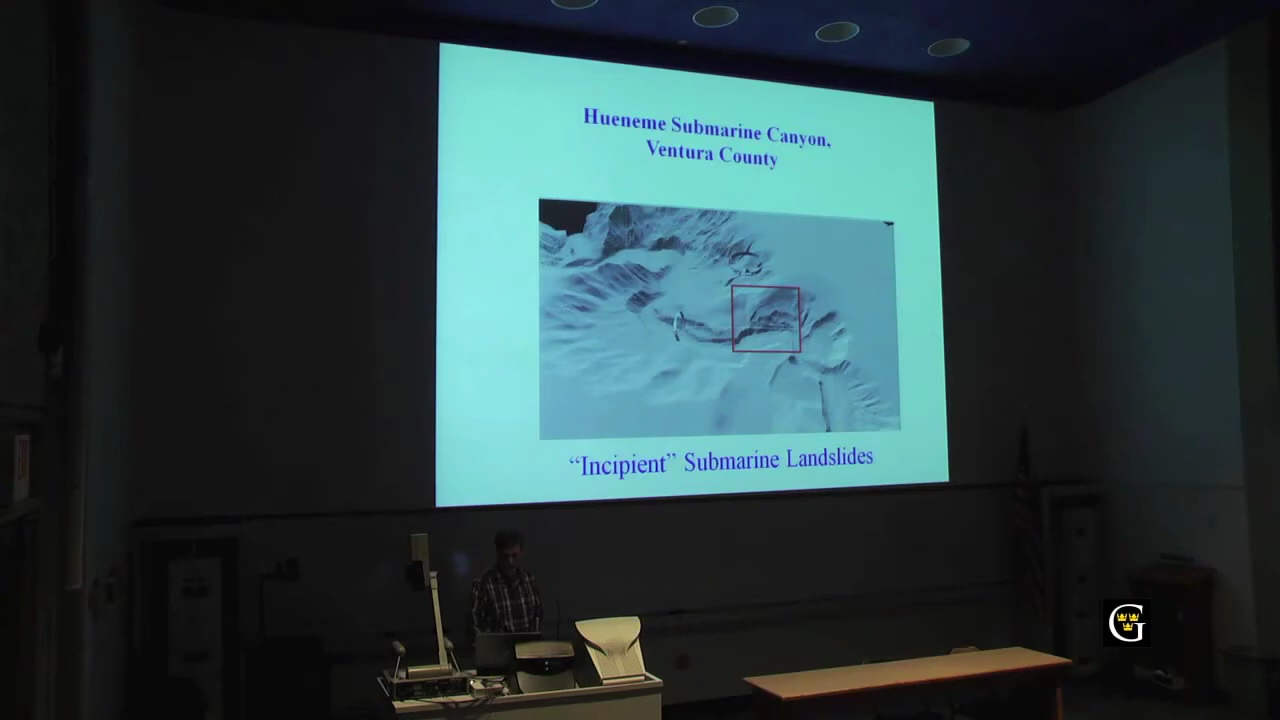 Hueneme Submarine Canyon,
Ventura County
“Incipient” Submarine Landslides
G